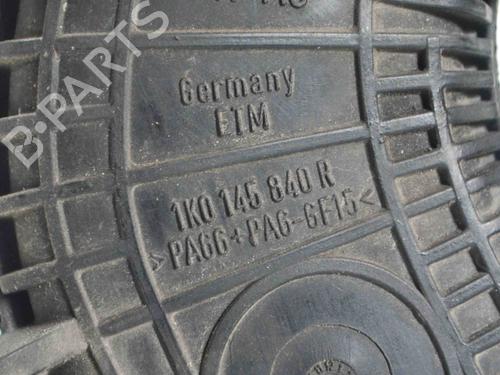 B-PARTS
Germany
ETM
1K0 145 840 R
>PA66+PA6-GF15<